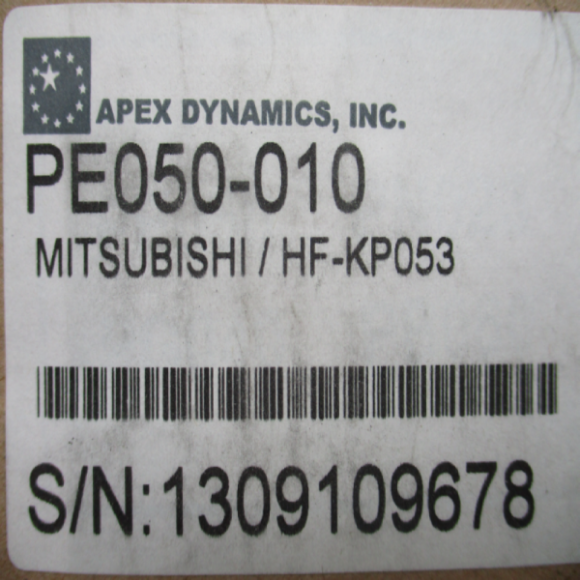 APEX DYNAMICS, INC.
PE050-010
MITSUBISHI / HF-KP053
S/N:1309109678